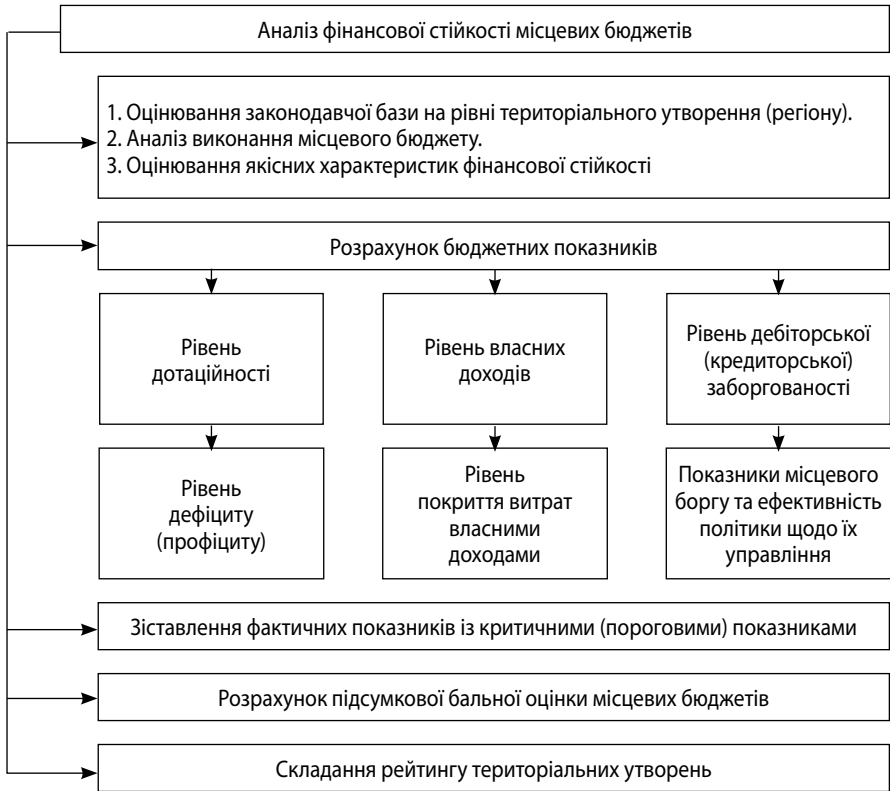 Аналіз фінансової стійкості місцевих бюджетів
1. Оцінювання законодавчої бази на рівні територіального утворення (регіону).
2. Аналіз виконання місцевого бюджету.
3. Оцінювання якісних характеристик фінансової стійкості
Розрахунок бюджетних показників
Рівень
дотаційності
Рівень власних
доходів
Рівень дебіторської
(кредиторської)
заборгованості
Рівень
дефіциту
(профіциту)
Рівень
покриття витрат
власними
доходами
Показники місцевого
боргу та ефективність
політики щодо їх
управління
Зіставлення фактичних показників із критичними (пороговими) показниками
Розрахунок підсумкової бальної оцінки місцевих бюджетів
Складання рейтингу територіальних утворень